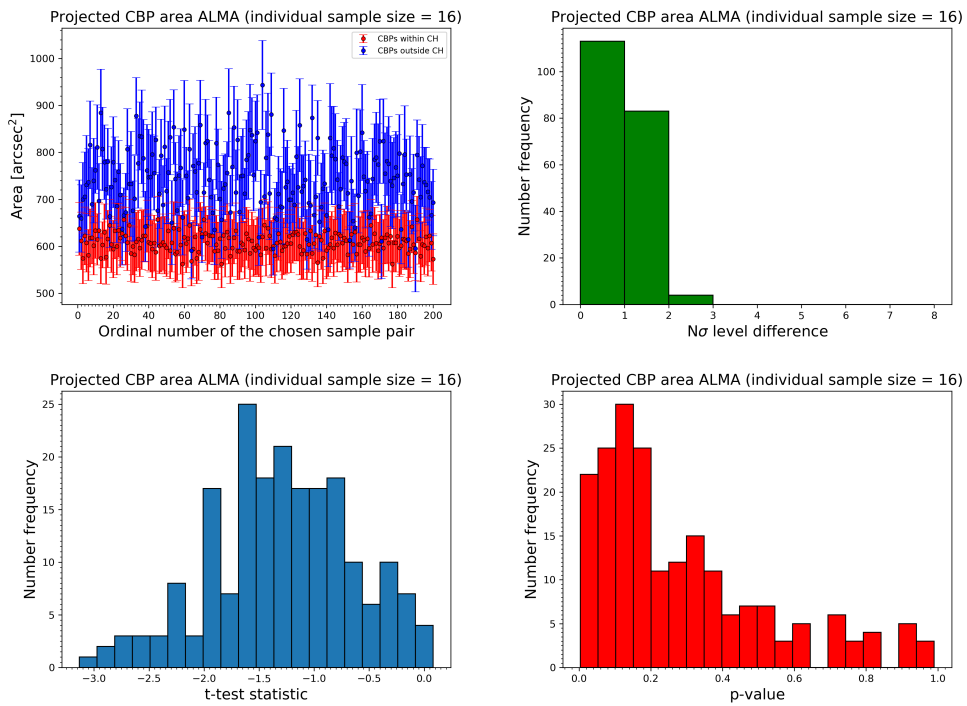 Projected CBP area ALMA (individual sample size = 16)
CBPs within CH
CBPs outside CH
1000
900
800
700
600
500
Area [arcsec²]
0 20 40 60 80 100 120 140 160 180 200
Ordinal number of the chosen sample pair
Projected CBP area ALMA (individual sample size = 16)
100
80
60
40
20
0
Number frequency
0 1 2 3 4 5 6 7 8
Nσ level difference
Projected CBP area ALMA (individual sample size = 16)
25
20
15
10
5
0
Number frequency
−3.0 −2.5 −2.0 −1.5 −1.0 −0.5 0.0
t-test statistic
Projected CBP area ALMA (individual sample size = 16)
30
25
20
15
10
5
0
Number frequency
0.0 0.2 0.4 0.6 0.8 1.0
p-value